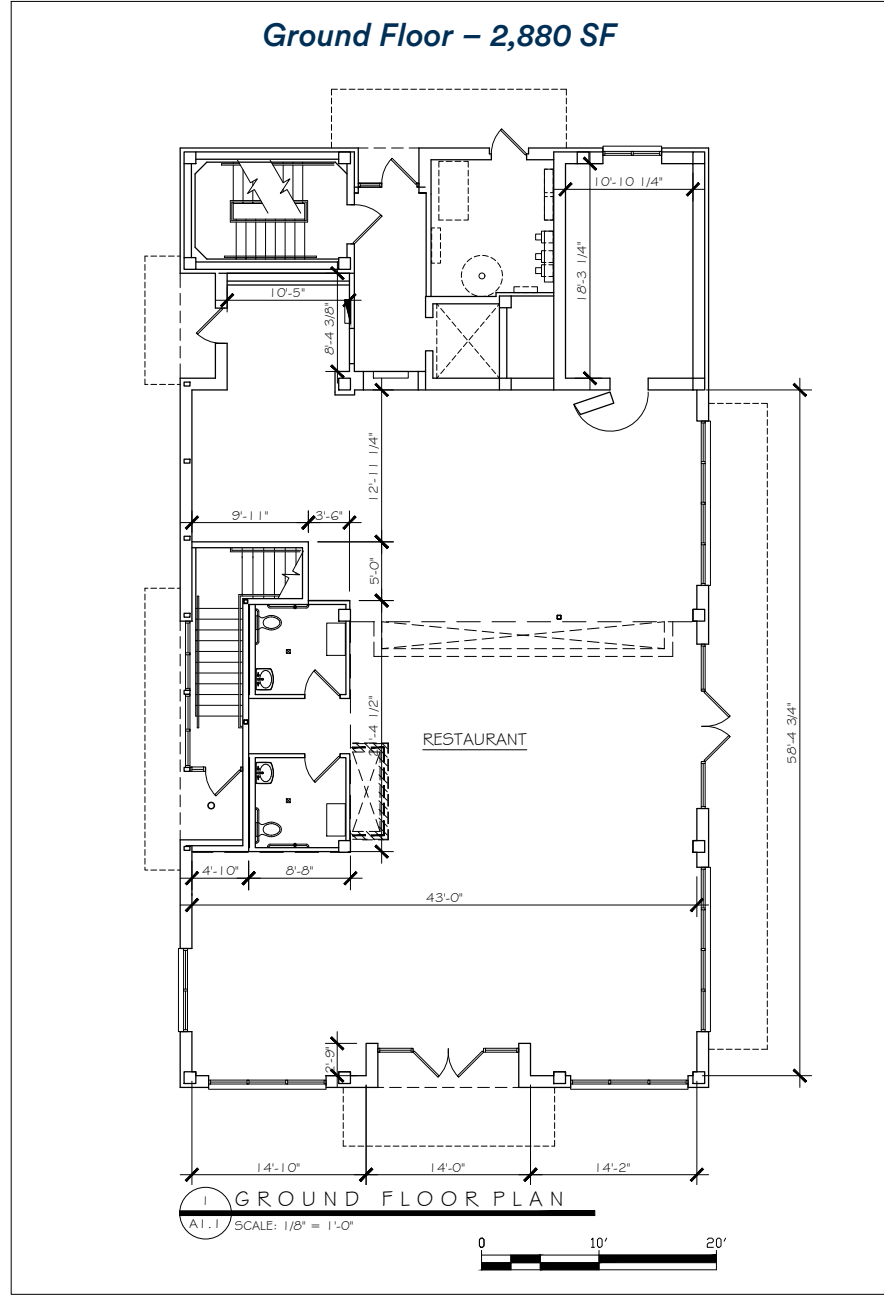 Ground Floor – 2,880 SF
10'-10 1/4"
18'-3 1/4"
10'-5"
8'-4 3/8"
12'-11 1/4"
9'-11"
3'-6"
5'-0"
RESTAURANT
58'-4 3/4"
4'-10"
8'-8"
43'-0"
2'-9"
14'-10"
14'-0"
14'-2"
1
A1.1
GROUND FLOOR PLAN
SCALE: 1/8" = 1'-0"
0 10' 20'